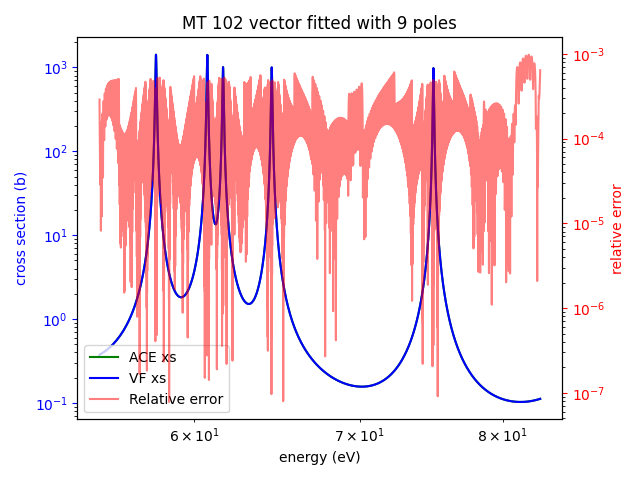 MT 102 vector fitted with 9 poles
10³
10²
10¹
10⁰
10⁻¹
cross section (b)
10⁻³
10⁻⁴
10⁻⁵
10⁻⁶
10⁻⁷
relative error
ACE xs
VF xs
Relative error
6 × 10¹
7 × 10¹
8 × 10¹
energy (eV)